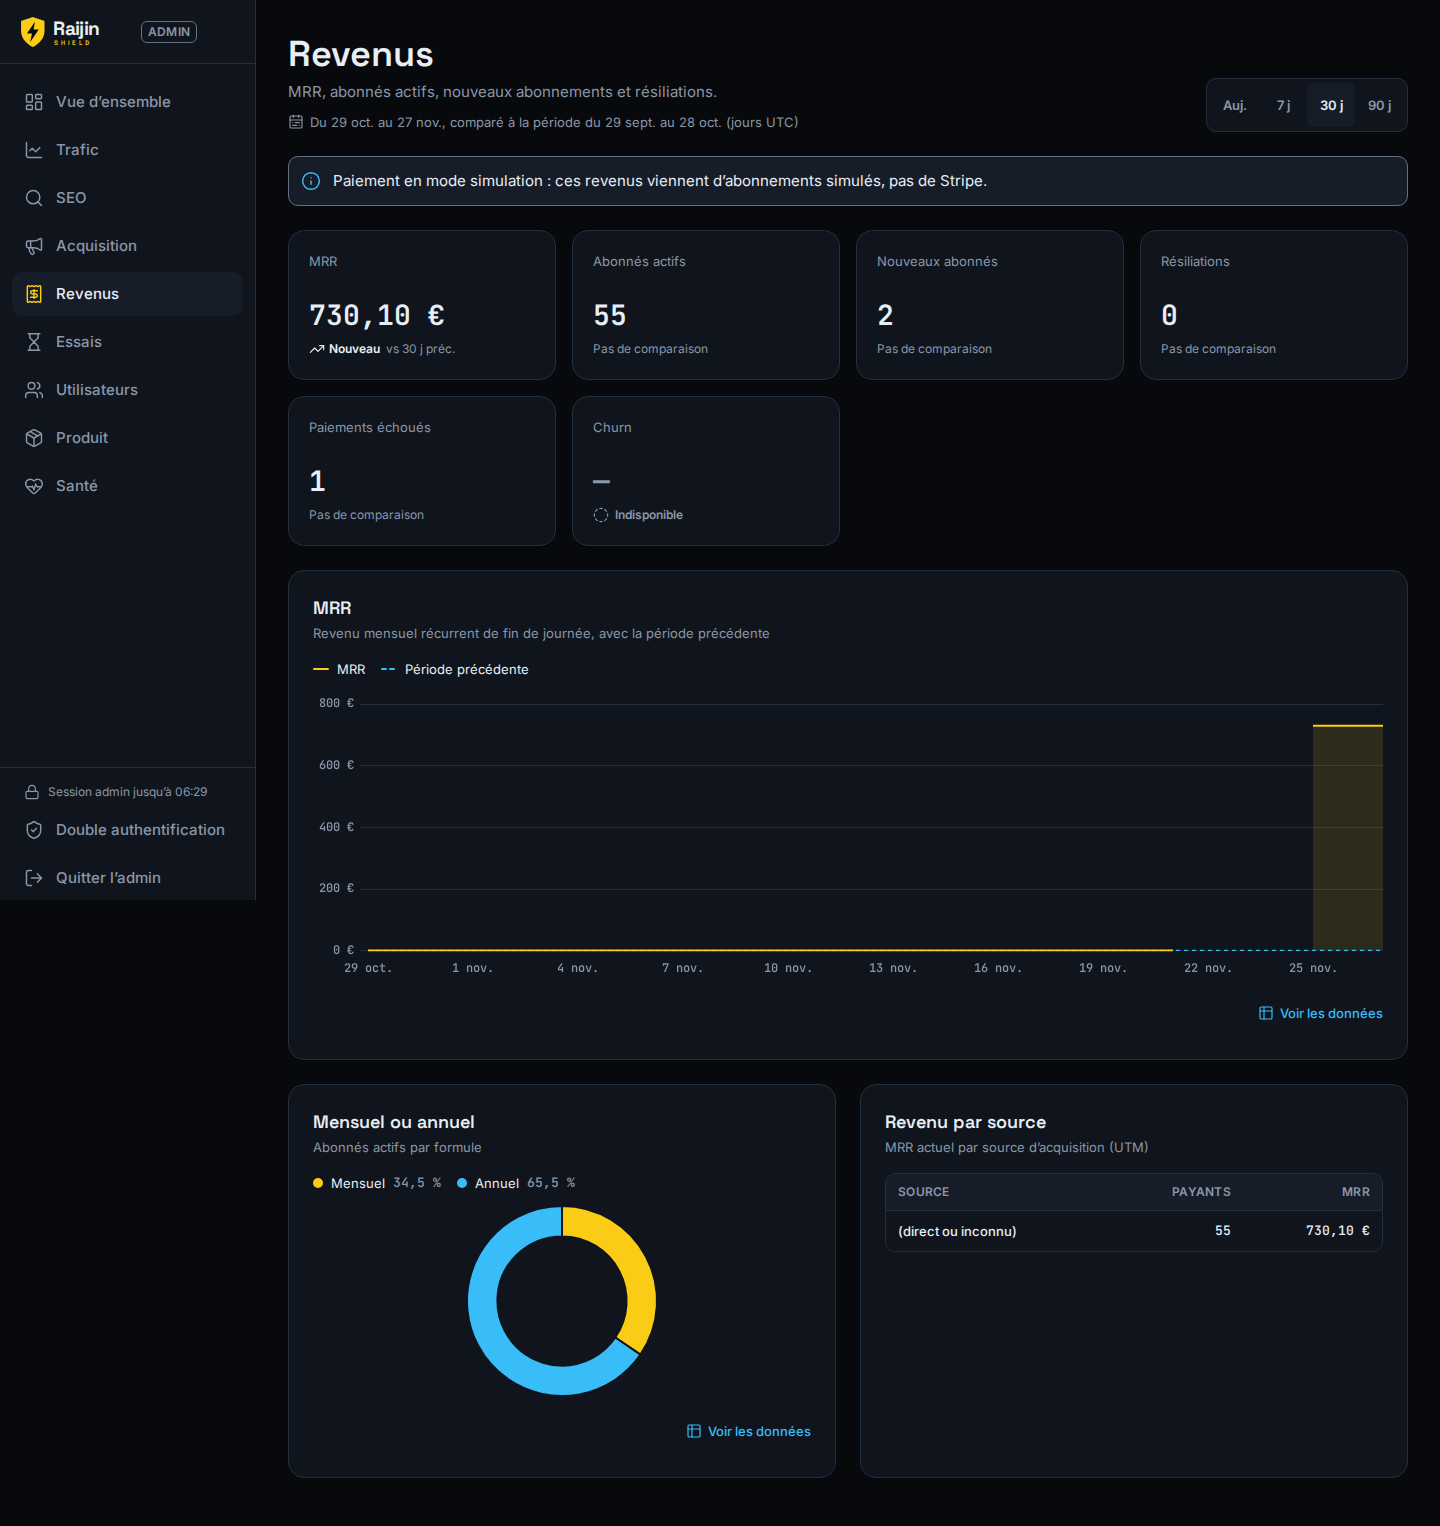 Raijin
SHIELD
ADMIN
Vue d’ensemble
Trafic
SEO
Acquisition
Revenus
Essais
Utilisateurs
Produit
Santé
Session admin jusqu’à 06:29
Double authentification
Quitter l’admin
Revenus
MRR, abonnés actifs, nouveaux abonnements et résiliations.
Du 29 oct. au 27 nov., comparé à la période du 29 sept. au 28 oct. (jours UTC)
Auj. 7 j 30 j 90 j
Paiement en mode simulation : ces revenus viennent d’abonnements simulés, pas de Stripe.
MRR
730,10 €
Nouveau vs 30 j préc.
Abonnés actifs
55
Pas de comparaison
Nouveaux abonnés
2
Pas de comparaison
Résiliations
0
Pas de comparaison
Paiements échoués
1
Pas de comparaison
Churn
—
Indisponible
MRR
Revenu mensuel récurrent de fin de journée, avec la période précédente
MRR Période précédente
800 €
600 €
400 €
200 €
0 €
29 oct. 1 nov. 4 nov. 7 nov. 10 nov. 13 nov. 16 nov. 19 nov. 22 nov. 25 nov.
Voir les données
Mensuel ou annuel
Abonnés actifs par formule
Mensuel 34,5 % Annuel 65,5 %
Voir les données
Revenu par source
MRR actuel par source d’acquisition (UTM)
SOURCE PAYANTS MRR
(direct ou inconnu) 55 730,10 €